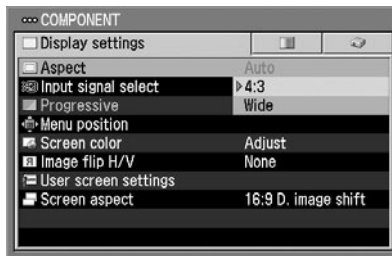 COMPONENT
Display settings
Aspect Auto
Input signal select 4:3
Progressive Wide
Menu position
Screen color Adjust
Image flip H/V None
User screen settings
Screen aspect 16:9 D. image shift